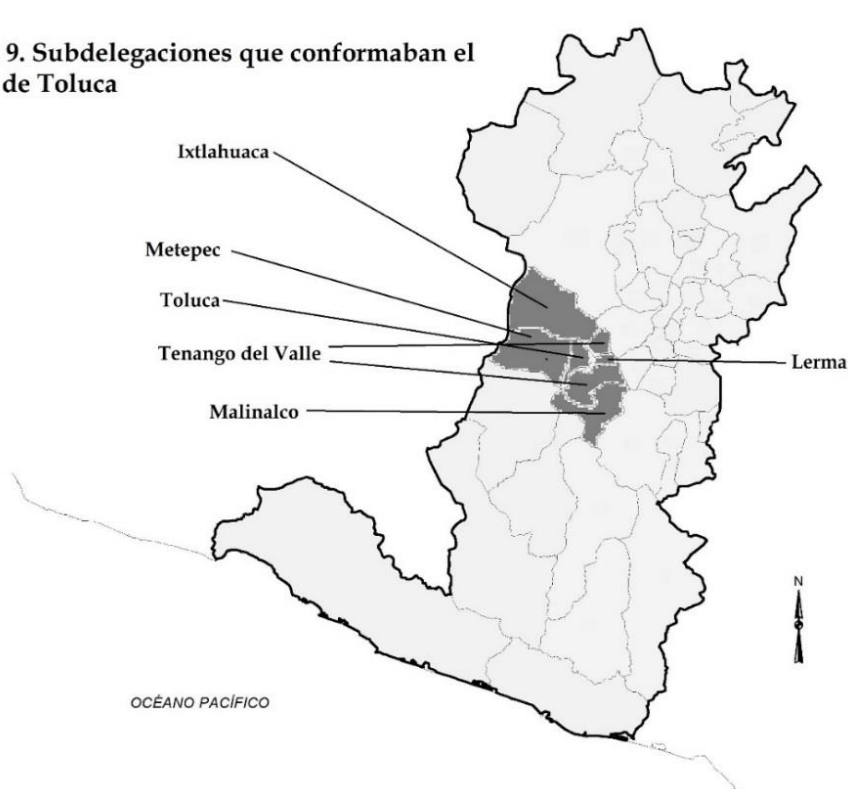 9. Subdelegaciones que conformaban el
de Toluca
Ixtlahuaca
Metepec
Toluca
Tenango del Valle
Lerma
Malinalco
N
OCÉANO PACÍFICO